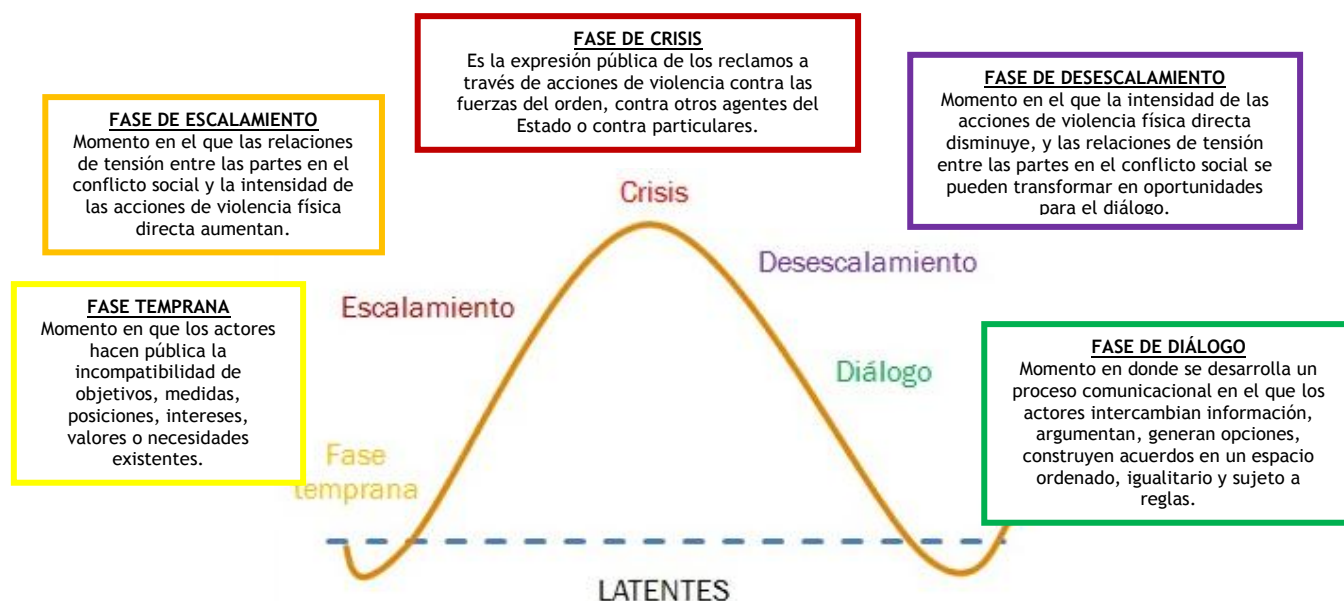 FASE DE CRISIS
Es la expresión pública de los reclamos a
través de acciones de violencia contra las
fuerzas del orden, contra otros agentes del
Estado o contra particulares.
FASE DE DESESCALAMIENTO
Momento en el que la intensidad de las
acciones de violencia física directa
disminuye, y las relaciones de tensión
entre las partes en el conflicto social se
pueden transformar en oportunidades
para el diálogo.
FASE DE ESCALAMIENTO
Momento en el que las relaciones
de tensión entre las partes en el
conflicto social y la intensidad de
las acciones de violencia física
directa aumentan.
Crisis
Desescalamiento
Escalamiento
FASE TEMPRANA
Momento en que los actores
hacen pública la
incompatibilidad de
objetivos, medidas,
posiciones, intereses,
valores o necesidades
existentes.
Diálogo
FASE DE DIÁLOGO
Momento en donde se desarrolla un
proceso comunicacional en el que los
actores intercambian información,
argumentan, generan opciones,
construyen acuerdos en un espacio
ordenado, igualitario y sujeto a
reglas.
Fase
temprana
LATENTES